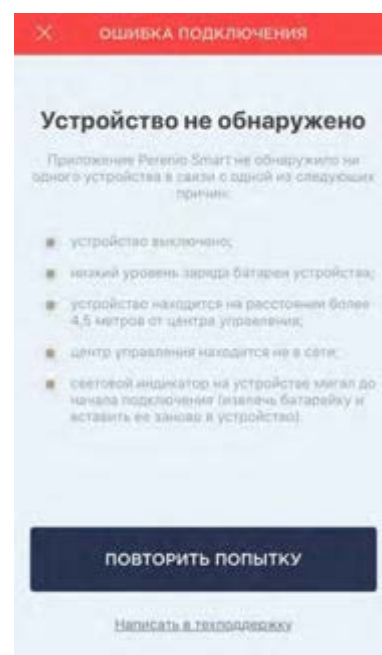 ОШИБКА ПОДКЛЮЧЕНИЯ
Устройство не обнаружено
Приложение Perenio Smart не обнаружило ни
одного устройства в связи с одной из следующих
причин:
устройство выключено;
низкий уровень заряда батареи устройства;
устройство находится на расстоянии более
4,5 метров от центра управления;
центр управления находится не в сети;
световой индикатор на устройстве мигал до
начала подключения (извлечь батарейку и
вставить ее заново в устройство).
ПОВТОРИТЬ ПОПЫТКУ
Написать в техподдержку